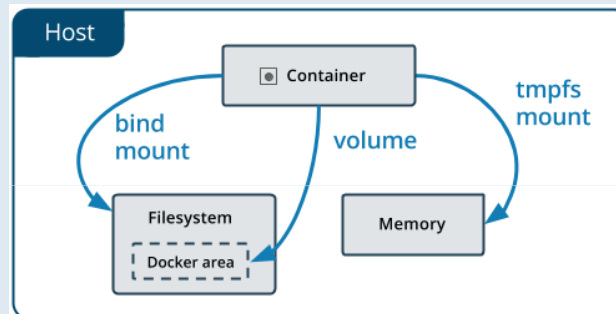 Host
Container
bind
mount
volume
tmpfs
mount
Filesystem
Docker area
Memory